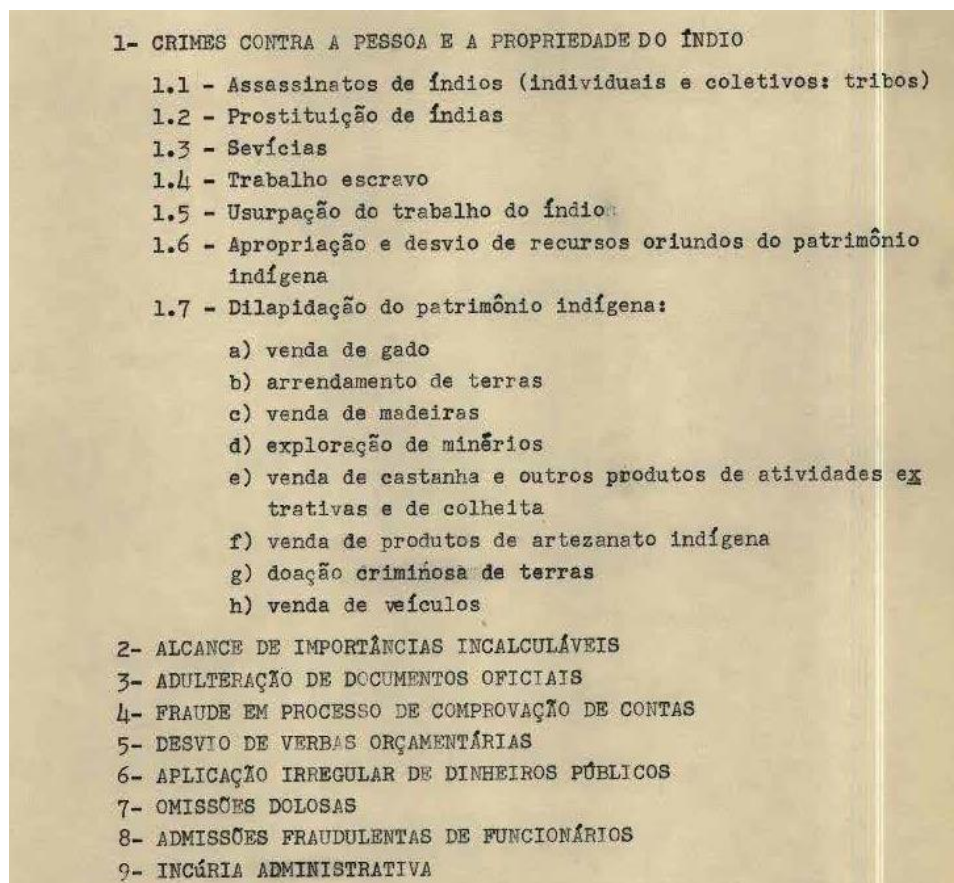 1- CRIMES CONTRA A PESSOA E A PROPRIEDADE DO ÍNDIO
1.1 - Assassinatos de índios (individuais e coletivos: tribos)
1.2 - Prostituição de índias
1.3 - Sevícias
1.4 - Trabalho escravo
1.5 - Usurpação do trabalho do índio
1.6 - Apropriação e desvio de recursos oriundos do patrimônio
indígena
1.7 - Dilapidação do patrimônio indígena:
a) venda de gado
b) arrendamento de terras
c) venda de madeiras
d) exploração de minérios
e) venda de castanha e outros produtos de atividades ex
trativas e de colheita
f) venda de produtos de artezanato indígena
g) doação criminosa de terras
h) venda de veículos
2- ALCANCE DE IMPORTÂNCIAS INCALCULÁVEIS
3- ADULTERAÇÃO DE DOCUMENTOS OFICIAIS
4- FRAUDE EM PROCESSO DE COMPROVAÇÃO DE CONTAS
5- DESVIO DE VERBAS ORÇAMENTÁRIAS
6- APLICAÇÃO IRREGULAR DE DINHEIROS PÚBLICOS
7- OMISSÕES DOLOSAS
8- ADMISSÕES FRAUDULENTAS DE FUNCIONÁRIOS
9- INCÚRIA ADMINISTRATIVA